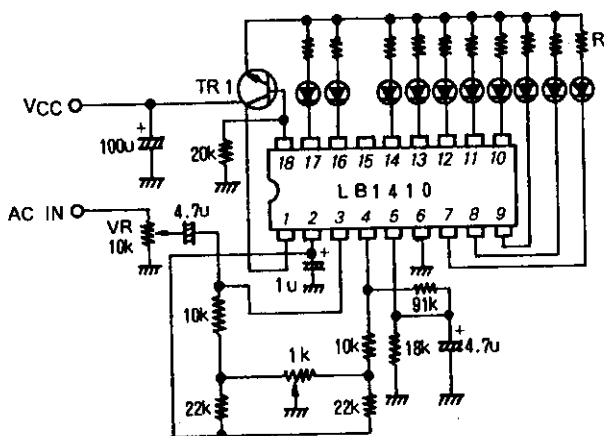 R
TR 1
VCC
100u
20k
18 17 16 15 14 13 12 11 10
LB1410
1 2 3 4 5 6 7 8 9
AC IN
VR
10k
4.7u
1u
91k
10k
1k
10k
18k
4.7u
22k
22k